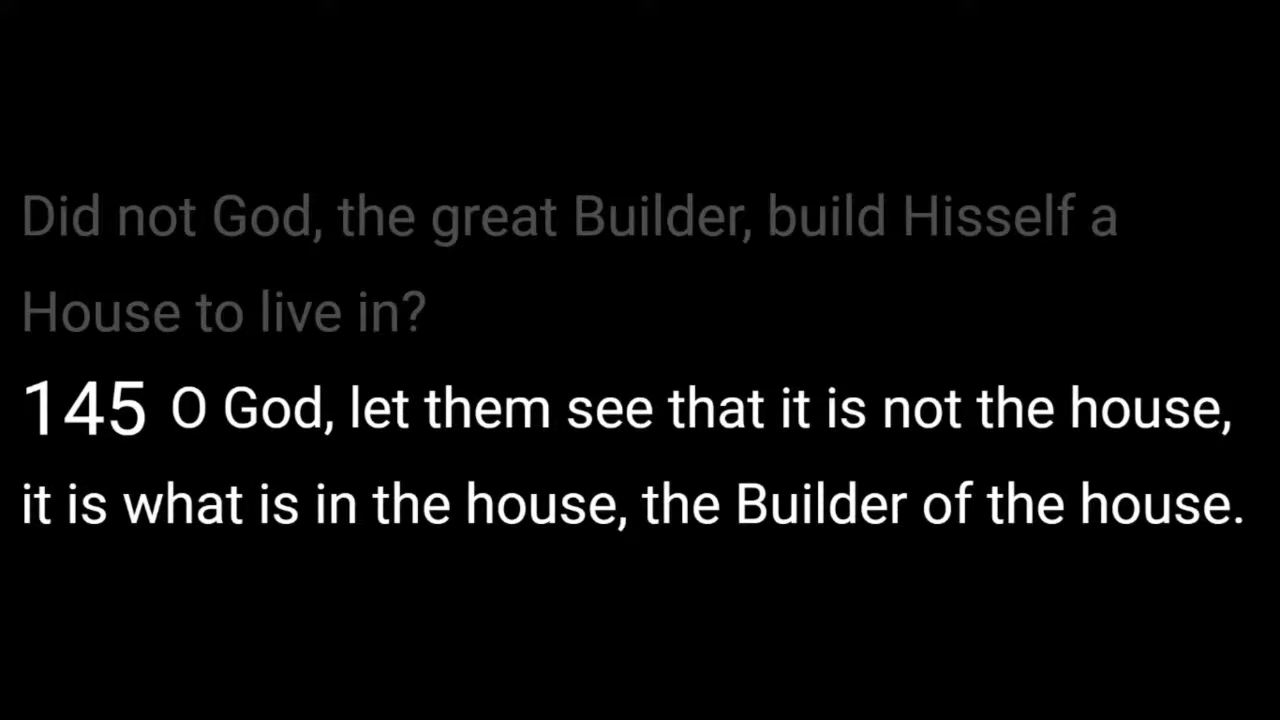 Did not God, the great Builder, build Hisself a
House to live in?
145 O God, let them see that it is not the house,
it is what is in the house, the Builder of the house.